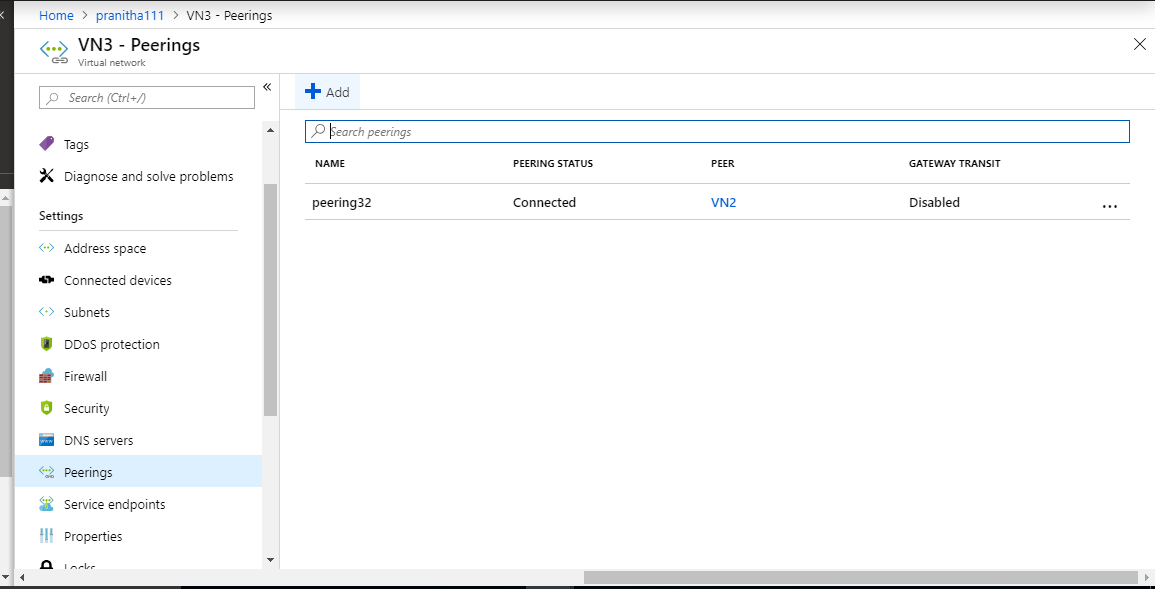 Home > pranitha111 > VN3 - Peerings
VN3 - Peerings
Virtual network
Search (Ctrl+/)
Tags
Diagnose and solve problems
Settings
Address space
Connected devices
Subnets
DDoS protection
Firewall
Security
DNS servers
Peerings
Service endpoints
Properties
Locks
Add
Search peerings
NAME PEERING STATUS PEER GATEWAY TRANSIT
peering32 Connected VN2 Disabled ...